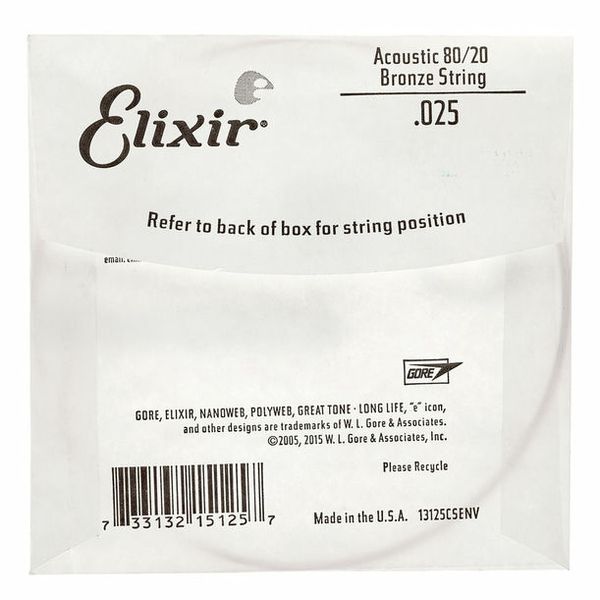 Acoustic 80/20
Bronze String
.025
Elixir®
Refer to back of box for string position
email:
GORE
GORE, ELIXIR, NANOWEB, POLYWEB, GREAT TONE · LONG LIFE, "e" icon,
and other designs are trademarks of W. L. Gore & Associates.
©2005, 2015 W. L. Gore & Associates, Inc.
Please Recycle
7 33132 15125 7
Made in the U.S.A. 13125CSENV